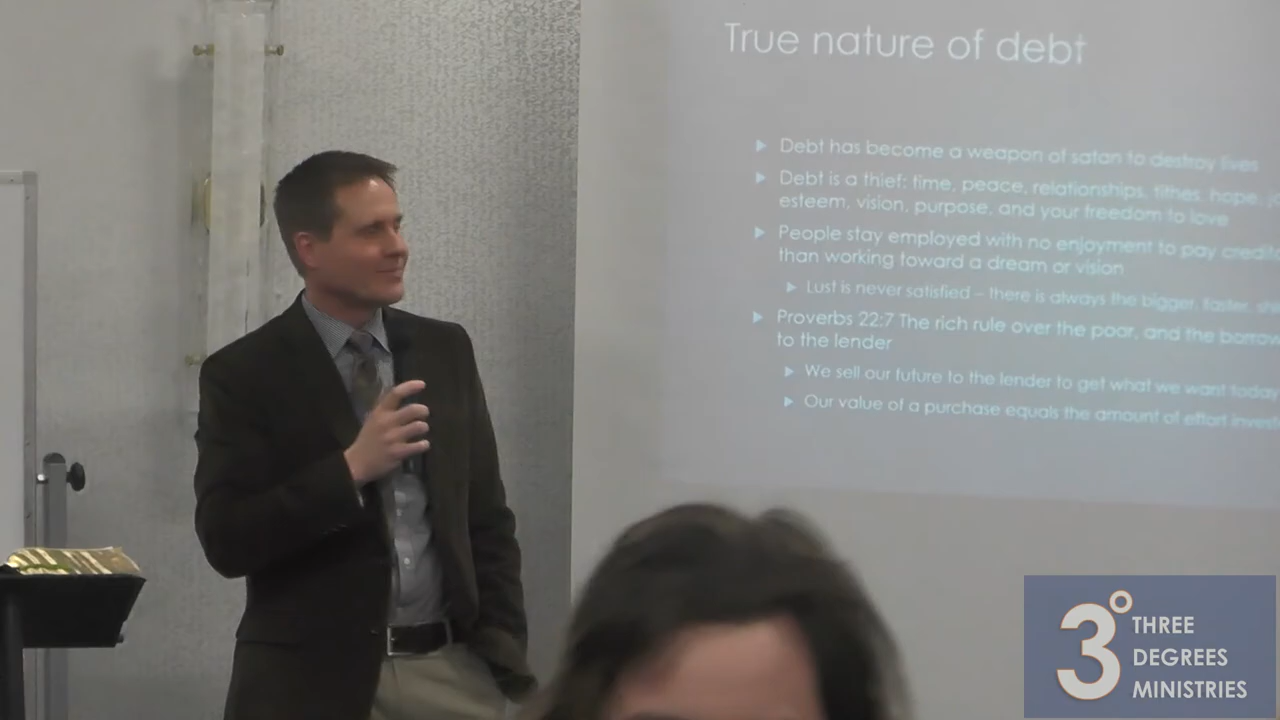 True nature of debt
Debt has become a weapon of satan to destroy lives
Debt is a thief: time, peace, relationships, tithes, hope,
esteem, vision, purpose, and your freedom to love
People stay employed with no enjoyment to pay
than working toward a dream or vision
Lust is never satisfied – there is always the bigger, faster,
Proverbs 22:7 The rich rule over the poor, and the
to the lender
We sell our future to the lender to get what we want today
Our value of a purchase equals the amount of effort
3° THREE
DEGREES
MINISTRIES